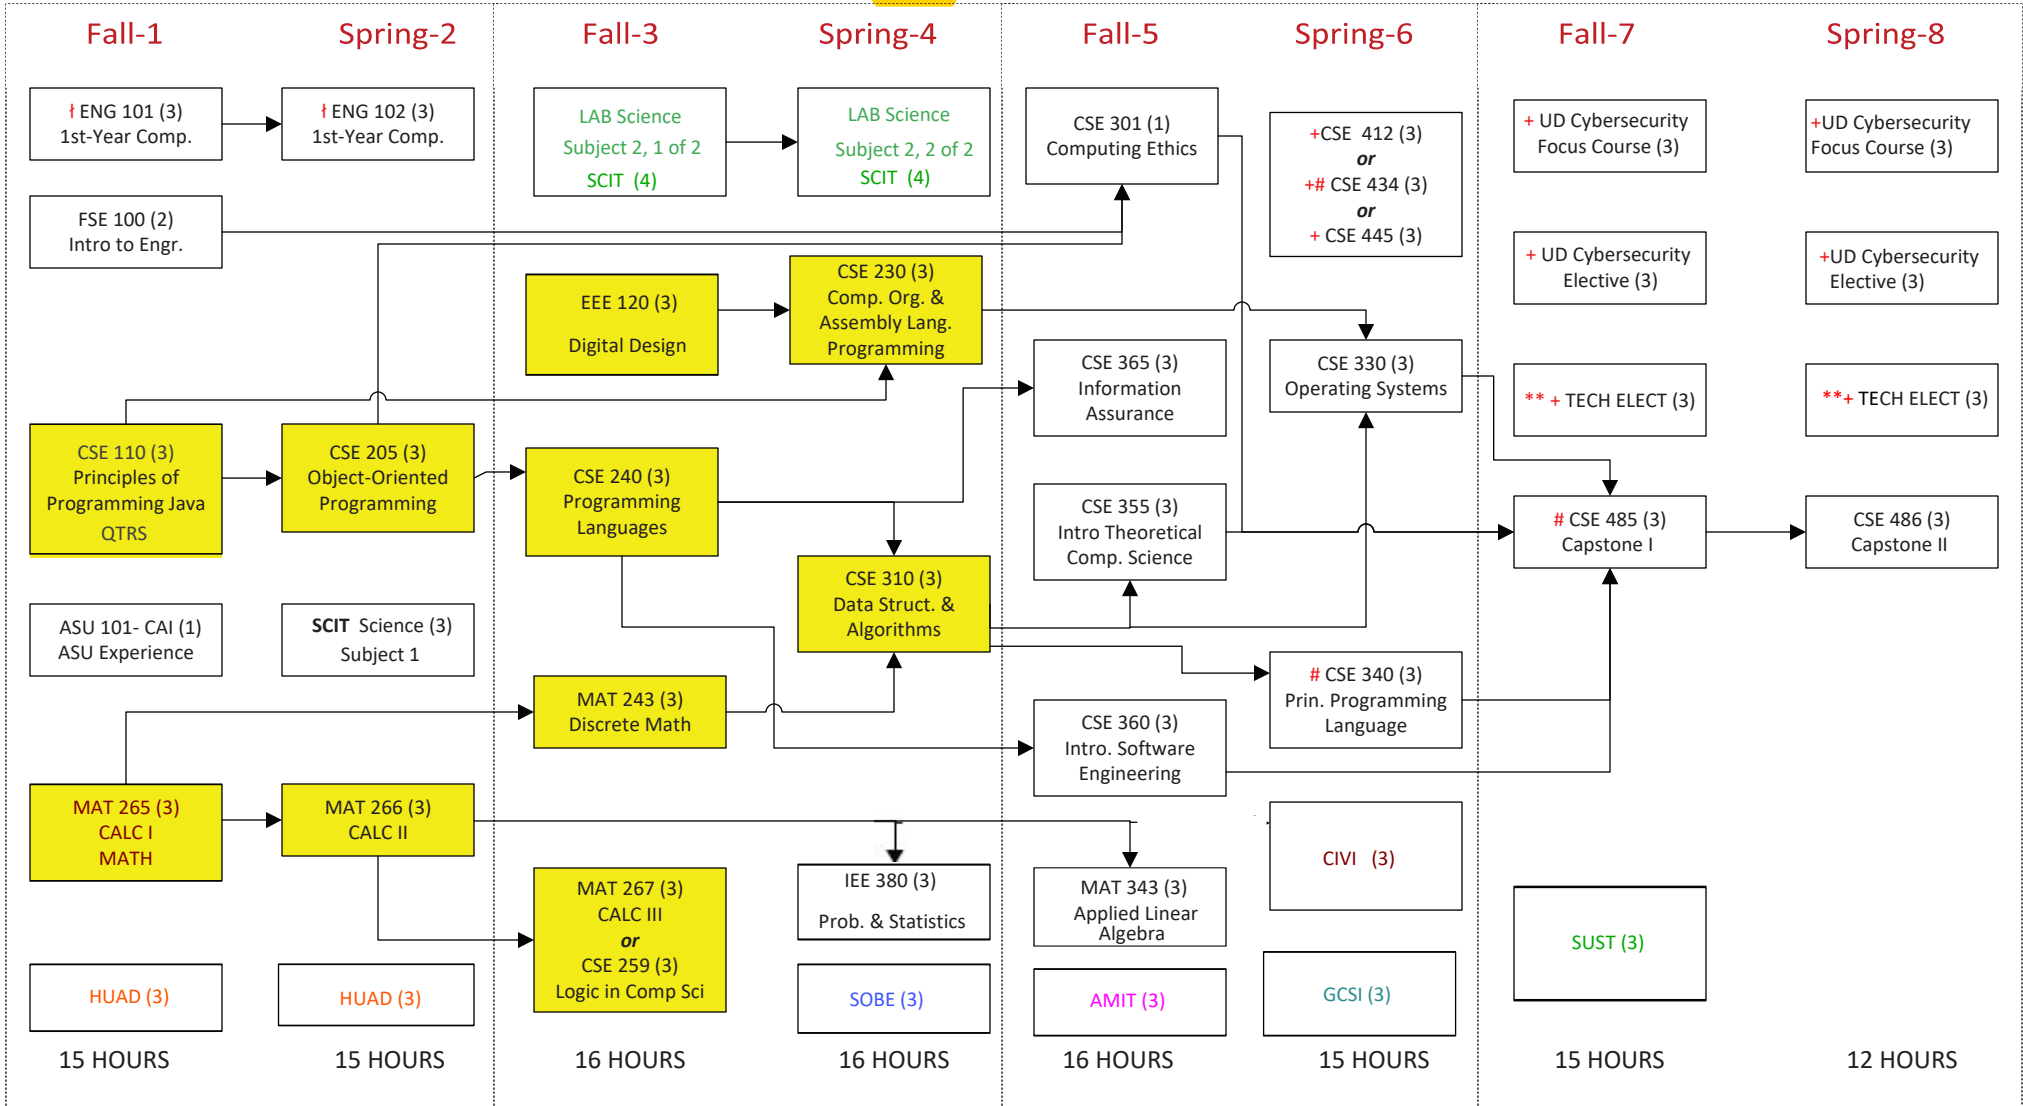 Fall-1
Spring-2
Fall-3
Spring-4
Fall-5
Spring-6
Fall-7
Spring-8
ƚ ENG 101 (3)
1st-Year Comp.
FSE 100 (2)
Intro to Engr.
CSE 110 (3)
Principles of
Programming Java
QTRS
ASU 101- CAI (1)
ASU Experience
MAT 265 (3)
CALC I
MATH
HUAD (3)
15 HOURS
ƚ ENG 102 (3)
1st-Year Comp.
CSE 205 (3)
Object-Oriented
Programming
SCIT Science (3)
Subject 1
MAT 266 (3)
CALC II
HUAD (3)
15 HOURS
LAB Science
Subject 2, 1 of 2
SCIT (4)
EEE 120 (3)
Digital Design
CSE 240 (3)
Programming
Languages
MAT 243 (3)
Discrete Math
MAT 267 (3)
CALC III
or
CSE 259 (3)
Logic in Comp Sci
16 HOURS
LAB Science
Subject 2, 2 of 2
SCIT (4)
CSE 230 (3)
Comp. Org. &
Assembly Lang.
Programming
CSE 310 (3)
Data Struct. &
Algorithms
IEE 380 (3)
Prob. & Statistics
SOBE (3)
16 HOURS
CSE 301 (1)
Computing Ethics
CSE 365 (3)
Information
Assurance
CSE 355 (3)
Intro Theoretical
Comp. Science
CSE 360 (3)
Intro. Software
Engineering
MAT 343 (3)
Applied Linear
Algebra
AMIT (3)
16 HOURS
+CSE 412 (3)
or
+# CSE 434 (3)
or
+ CSE 445 (3)
CSE 330 (3)
Operating Systems
# CSE 340 (3)
Prin. Programming
Language
CIVI (3)
GCSI (3)
15 HOURS
+ UD Cybersecurity
Focus Course (3)
+ UD Cybersecurity
Elective (3)
** + TECH ELECT (3)
# CSE 485 (3)
Capstone I
SUST (3)
15 HOURS
+UD Cybersecurity
Focus Course (3)
+UD Cybersecurity
Elective (3)
**+ TECH ELECT (3)
CSE 486 (3)
Capstone II
12 HOURS